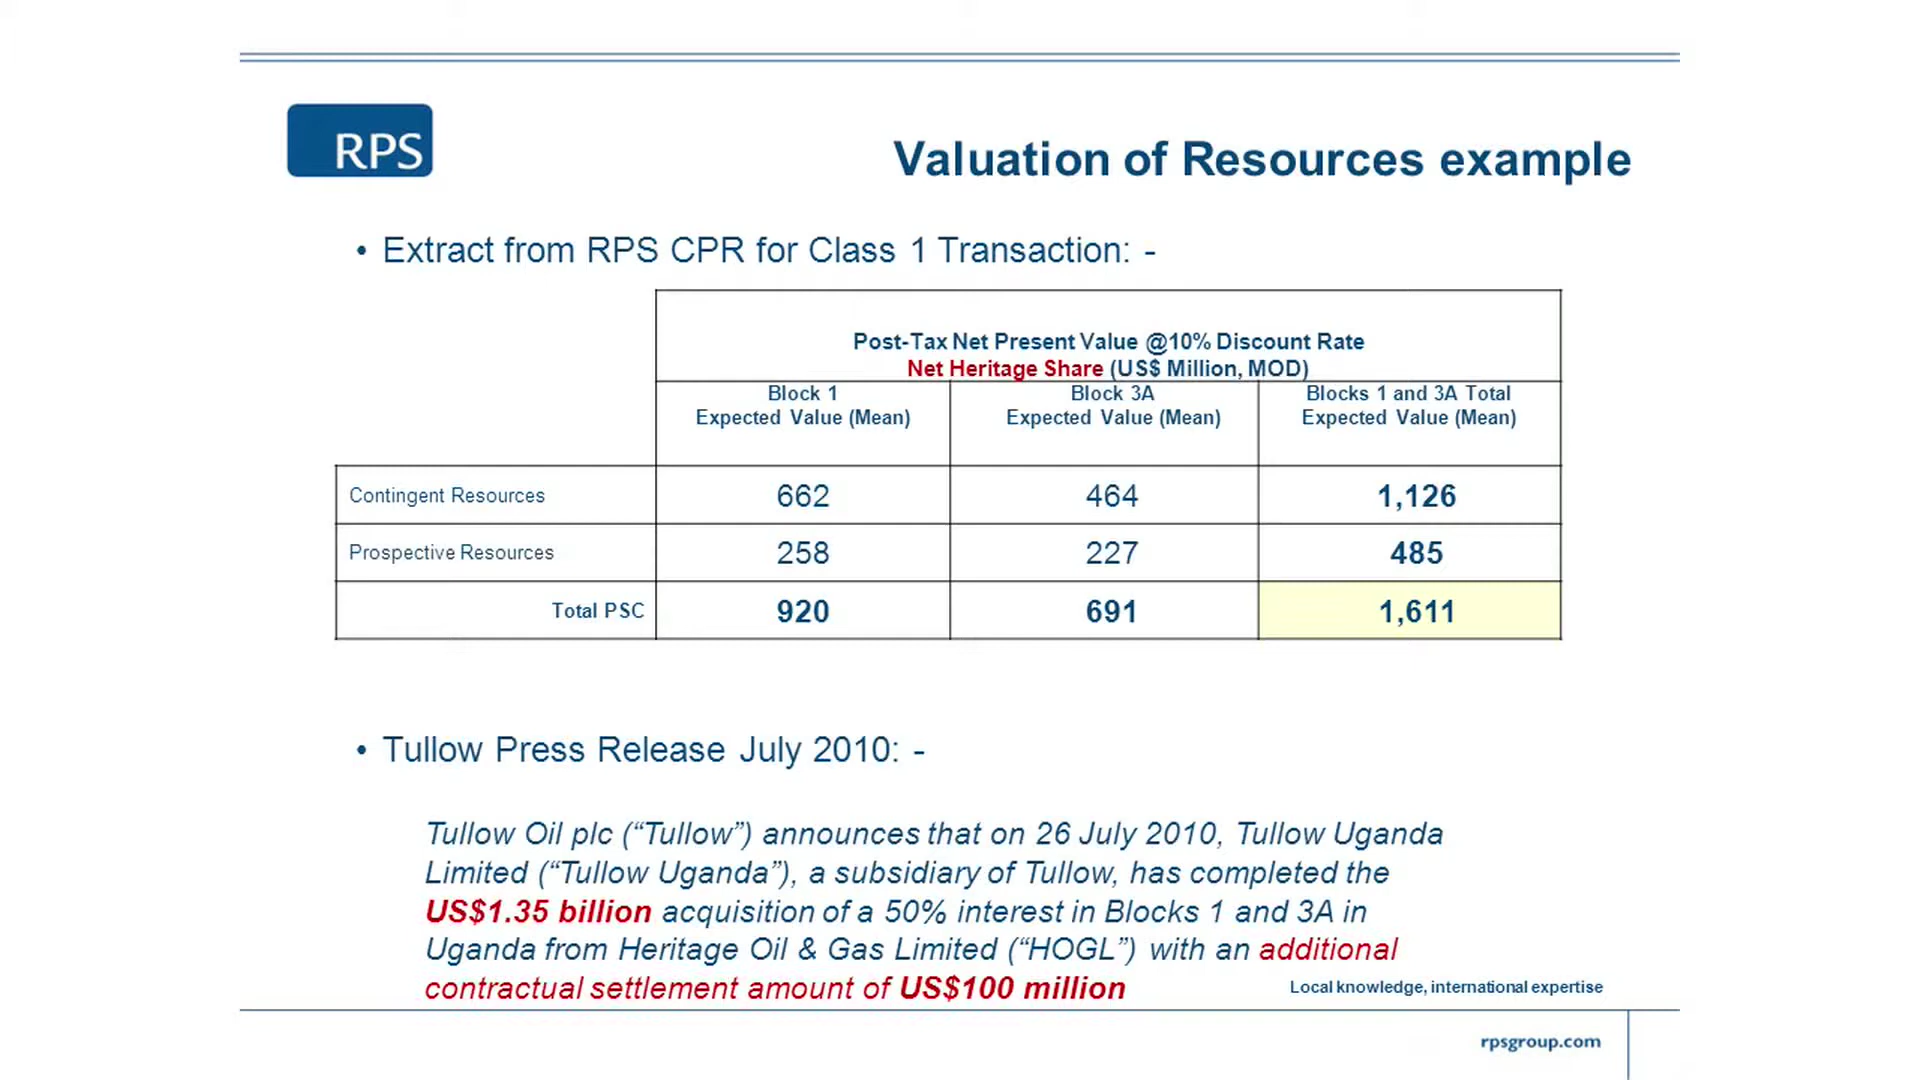 RPS
Valuation of Resources example
• Extract from RPS CPR for Class 1 Transaction: -
Post-Tax Net Present Value @10% Discount Rate
Net Heritage Share (US$ Million, MOD)
Block 1 Block 3A Blocks 1 and 3A Total
Expected Value (Mean) Expected Value (Mean) Expected Value (Mean)
Contingent Resources 662 464 1,126
Prospective Resources 258 227 485
Total PSC 920 691 1,611
• Tullow Press Release July 2010: -
Tullow Oil plc (“Tullow”) announces that on 26 July 2010, Tullow Uganda
Limited (“Tullow Uganda”), a subsidiary of Tullow, has completed the
US$1.35 billion acquisition of a 50% interest in Blocks 1 and 3A in
Uganda from Heritage Oil & Gas Limited (“HOGL”) with an additional
contractual settlement amount of US$100 million
Local knowledge, international expertise
rpsgroup.com